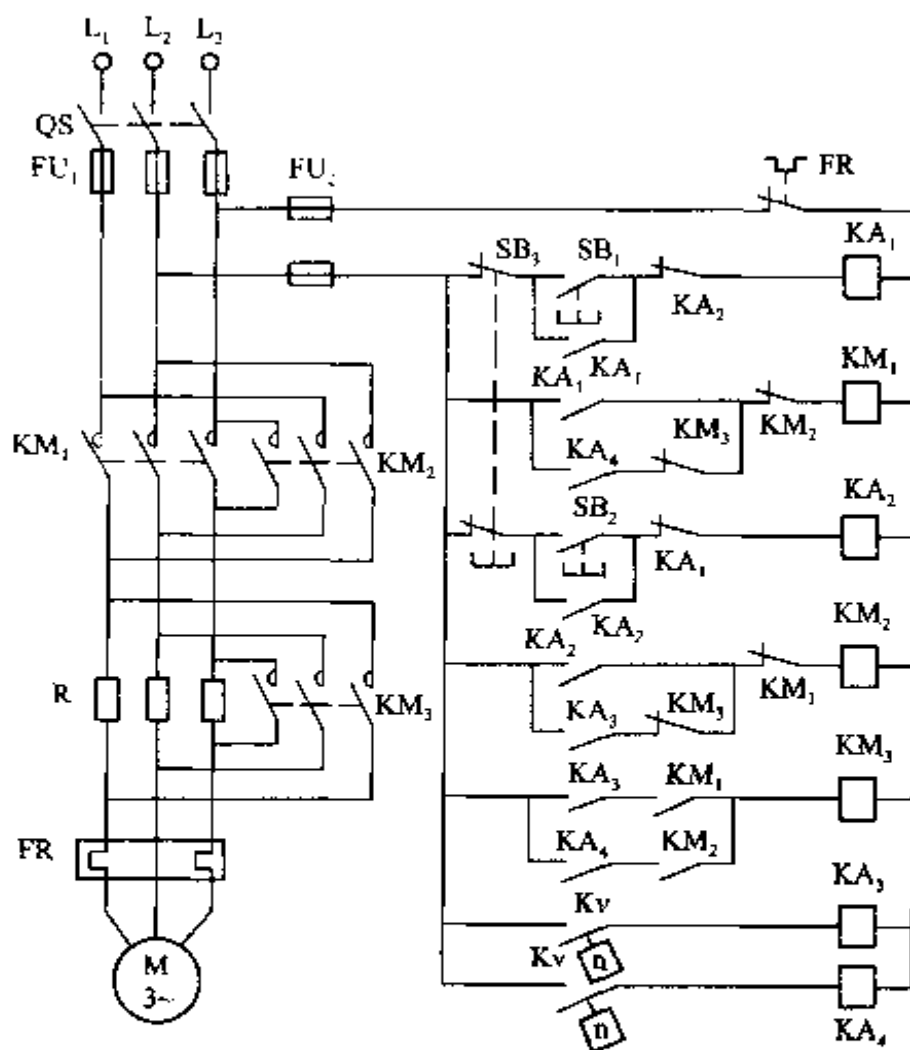 L₁ L₂ L₃
QS
FU₁
FU₂
FR
KA₁
SB₃ SB₁
KA₂
KA₁ KA₁
KM₁
KM₃
KM₂
KA₄
KM₁
KM₂
KA₂
SB₂
KA₁
KA₂ KA₂
KM₂
KM₁
KA₃ KM₃
R
KM₃
KM₃
KA₃ KM₁
KA₄ KM₂
FR
KA₃
Kv
n
Kv
n
KA₄
M
3~